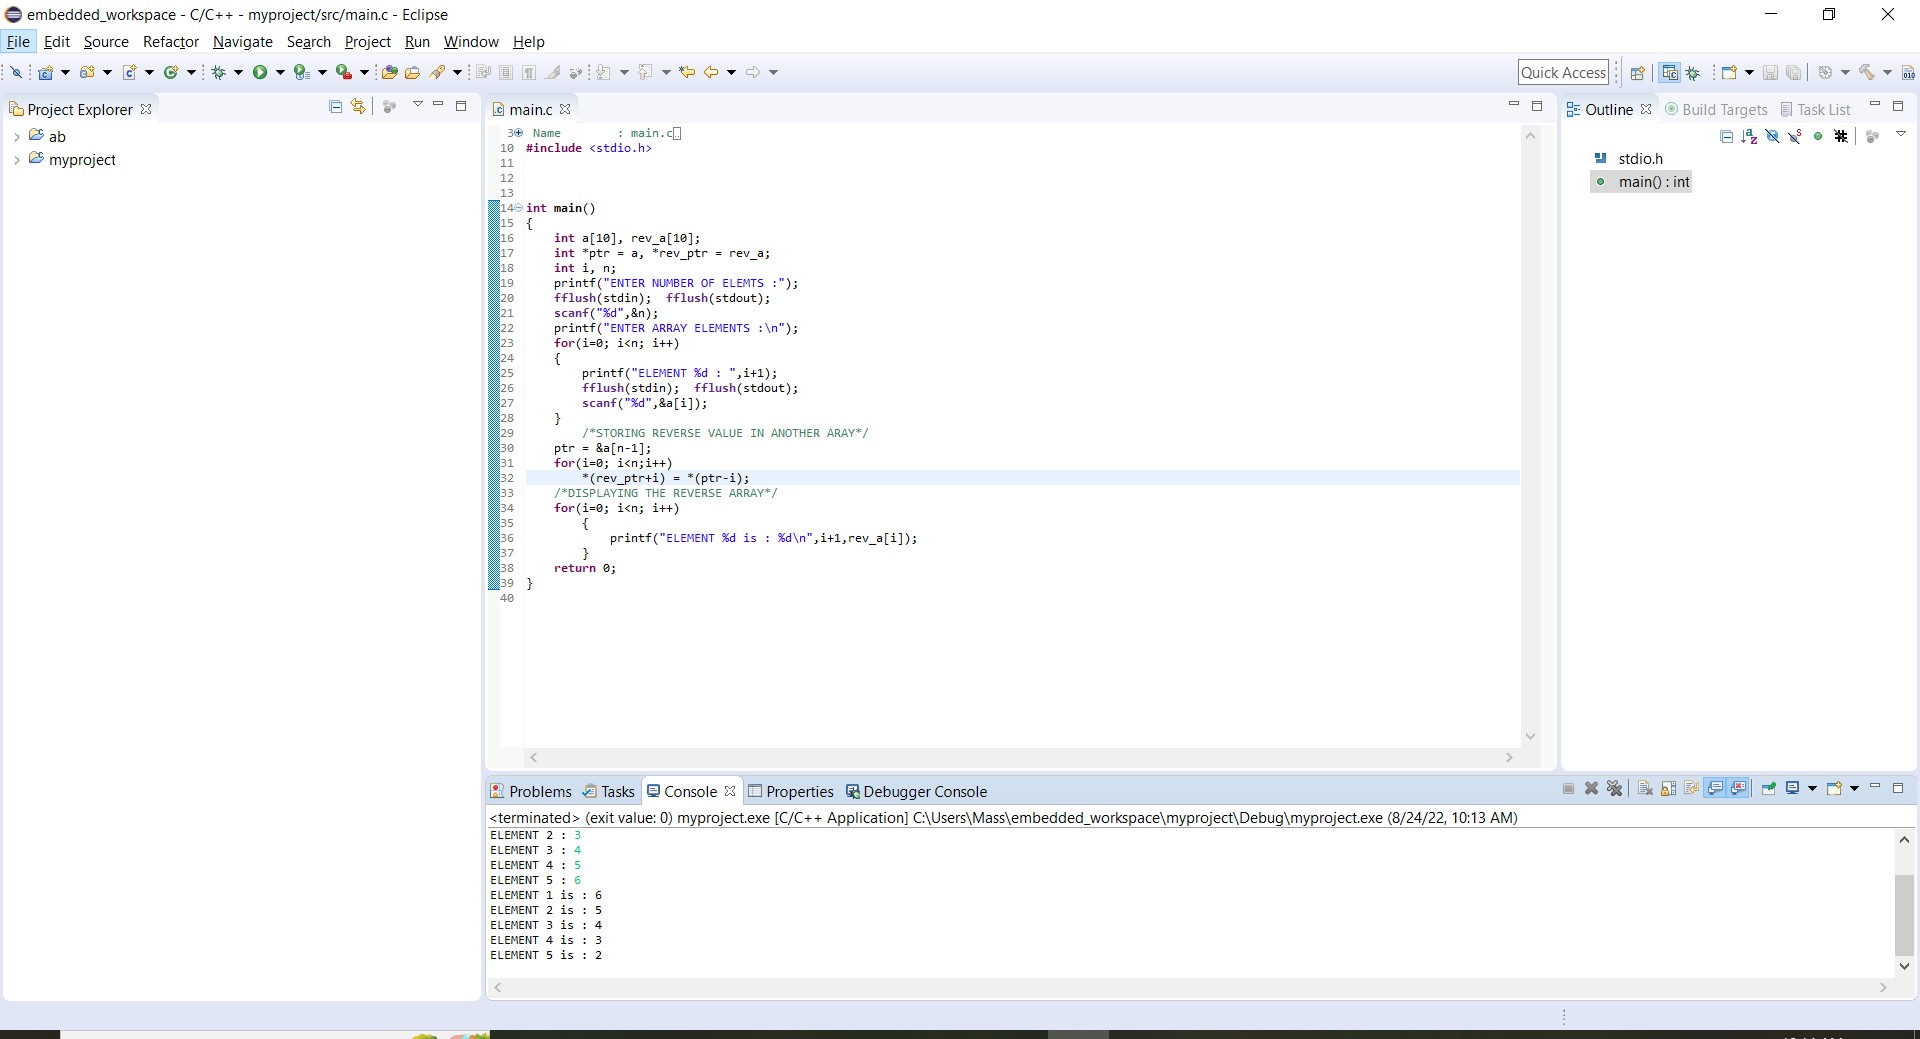 embedded_workspace - C/C++ - myproject/src/main.c - Eclipse
File Edit Source Refactor Navigate Search Project Run Window Help
Quick Access
Project Explorer
ab
myproject
main.c
3 Name : main.c
10 #include <stdio.h>
11
12
13
14 int main()
15 {
16 int a[10], rev_a[10];
17 int *ptr = a, *rev_ptr = rev_a;
18 int i, n;
19 printf("ENTER NUMBER OF ELEMTS :");
20 fflush(stdin); fflush(stdout);
21 scanf("%d",&n);
22 printf("ENTER ARRAY ELEMENTS :\n");
23 for(i=0; i<n; i++)
24 {
25 printf("ELEMENT %d : ",i+1);
26 fflush(stdin); fflush(stdout);
27 scanf("%d",&a[i]);
28 }
29 /*STORING REVERSE VALUE IN ANOTHER ARAY*/
30 ptr = &a[n-1];
31 for(i=0; i<n;i++)
32 *(rev_ptr+i) = *(ptr-i);
33 /*DISPLAYING THE REVERSE ARRAY*/
34 for(i=0; i<n; i++)
35 {
36 printf("ELEMENT %d is : %d\n",i+1,rev_a[i]);
37 }
38 return 0;
39 }
40
Outline Build Targets Task List
stdio.h
main() : int
Problems Tasks Console Properties Debugger Console
<terminated> (exit value: 0) myproject.exe [C/C++ Application] C:\Users\Mass\embedded_workspace\myproject\Debug\myproject.exe (8/24/22, 10:13 AM)
ELEMENT 2 : 3
ELEMENT 3 : 4
ELEMENT 4 : 5
ELEMENT 5 : 6
ELEMENT 1 is : 6
ELEMENT 2 is : 5
ELEMENT 3 is : 4
ELEMENT 4 is : 3
ELEMENT 5 is : 2